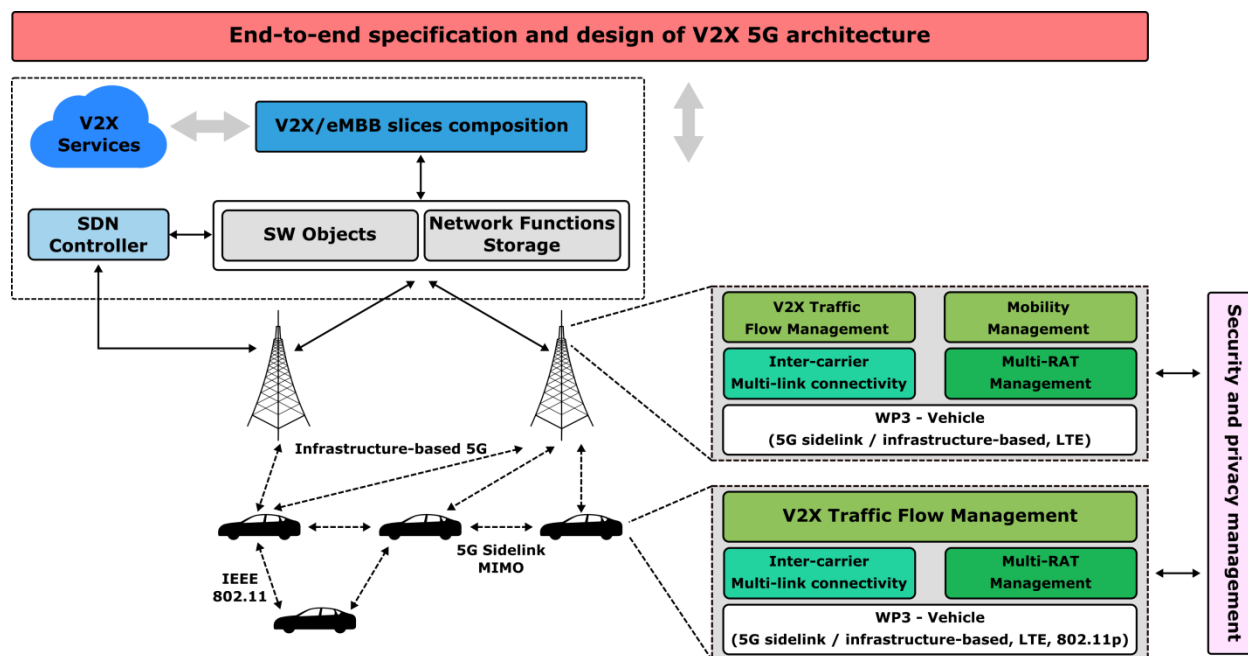 End-to-end specification and design of V2X 5G architecture
V2X
Services
V2X/eMBB slices composition
SDN
Controller
SW Objects
Network Functions
Storage
V2X Traffic
Flow Management
Mobility
Management
Inter-carrier
Multi-link connectivity
Multi-RAT
Management
WP3 - Vehicle
(5G sidelink / infrastructure-based, LTE)
Infrastructure-based 5G
5G Sidelink
MIMO
IEEE
802.11
V2X Traffic Flow Management
Inter-carrier
Multi-link connectivity
Multi-RAT
Management
WP3 - Vehicle
(5G sidelink / infrastructure-based, LTE, 802.11p)
Security and privacy management